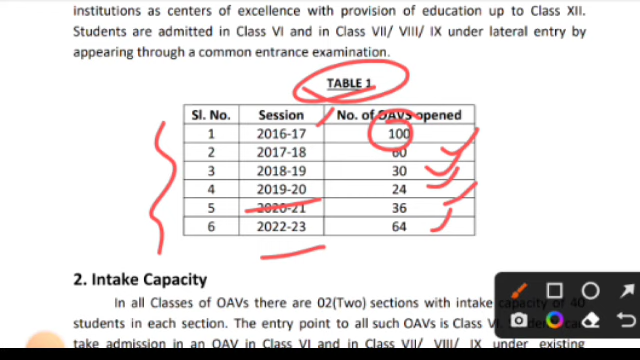 institutions as centers of excellence with provision of education up to Class XII.
Students are admitted in Class VI and in Class VII/ VIII/ IX under lateral entry by
appearing through a common entrance examination.
TABLE 1
Sl. No. Session No. of OAVS opened
1 2016-17 100
2 2017-18 60
3 2018-19 30
4 2019-20 24
5 2020-21 36
6 2022-23 64
2. Intake Capacity
In all Classes of OAVs there are 02(Two) sections with intake capacity of 40
students in each section. The entry point to all such OAVs is Class VI.
take admission in an OAV in Class VI and in Class VII/ VIII/ IX under existing